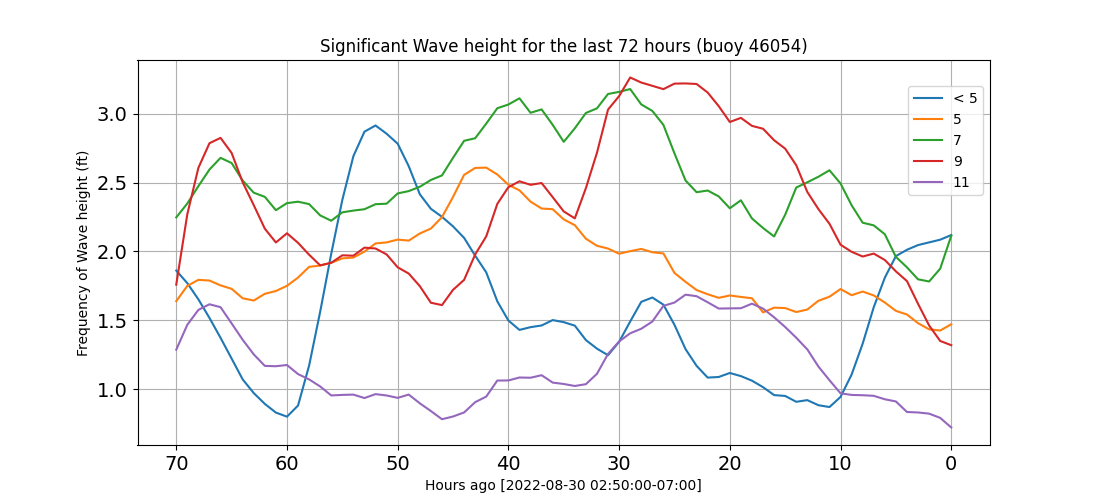 Significant Wave height for the last 72 hours (buoy 46054)
Frequency of Wave height (ft)
3.0
2.5
2.0
1.5
1.0
< 5
5
7
9
11
70 60 50 40 30 20 10 0
Hours ago [2022-08-30 02:50:00-07:00]